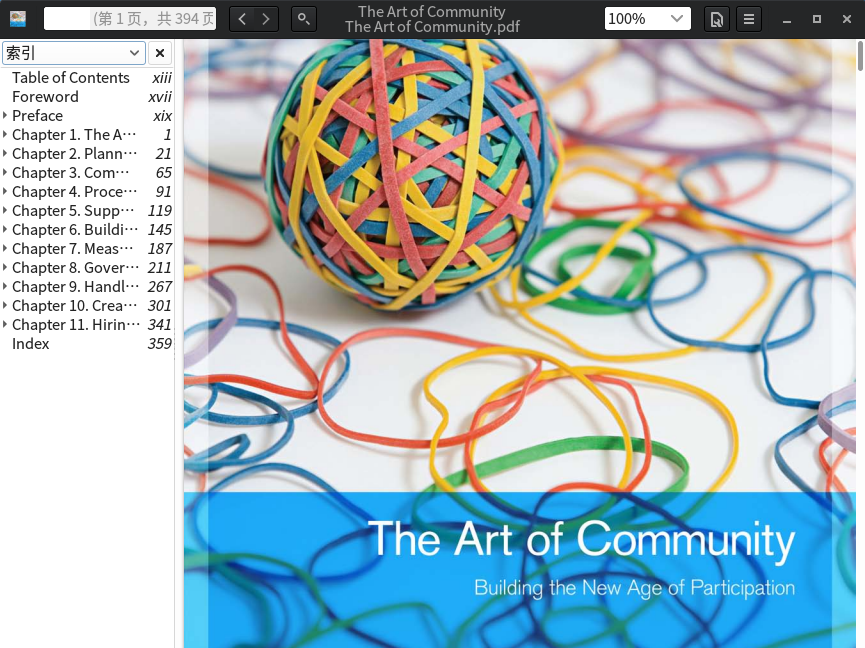 (第 1 页，共 394 页
The Art of Community
The Art of Community.pdf
100%
索引
Table of Contents xiii
Foreword xvii
Preface xix
Chapter 1. The A… 1
Chapter 2. Plann… 21
Chapter 3. Com… 65
Chapter 4. Proce… 91
Chapter 5. Supp… 119
Chapter 6. Buildi… 145
Chapter 7. Meas… 187
Chapter 8. Gover… 211
Chapter 9. Handl… 267
Chapter 10. Crea… 301
Chapter 11. Hirin… 341
Index 359
The Art of Community
Building the New Age of Participation